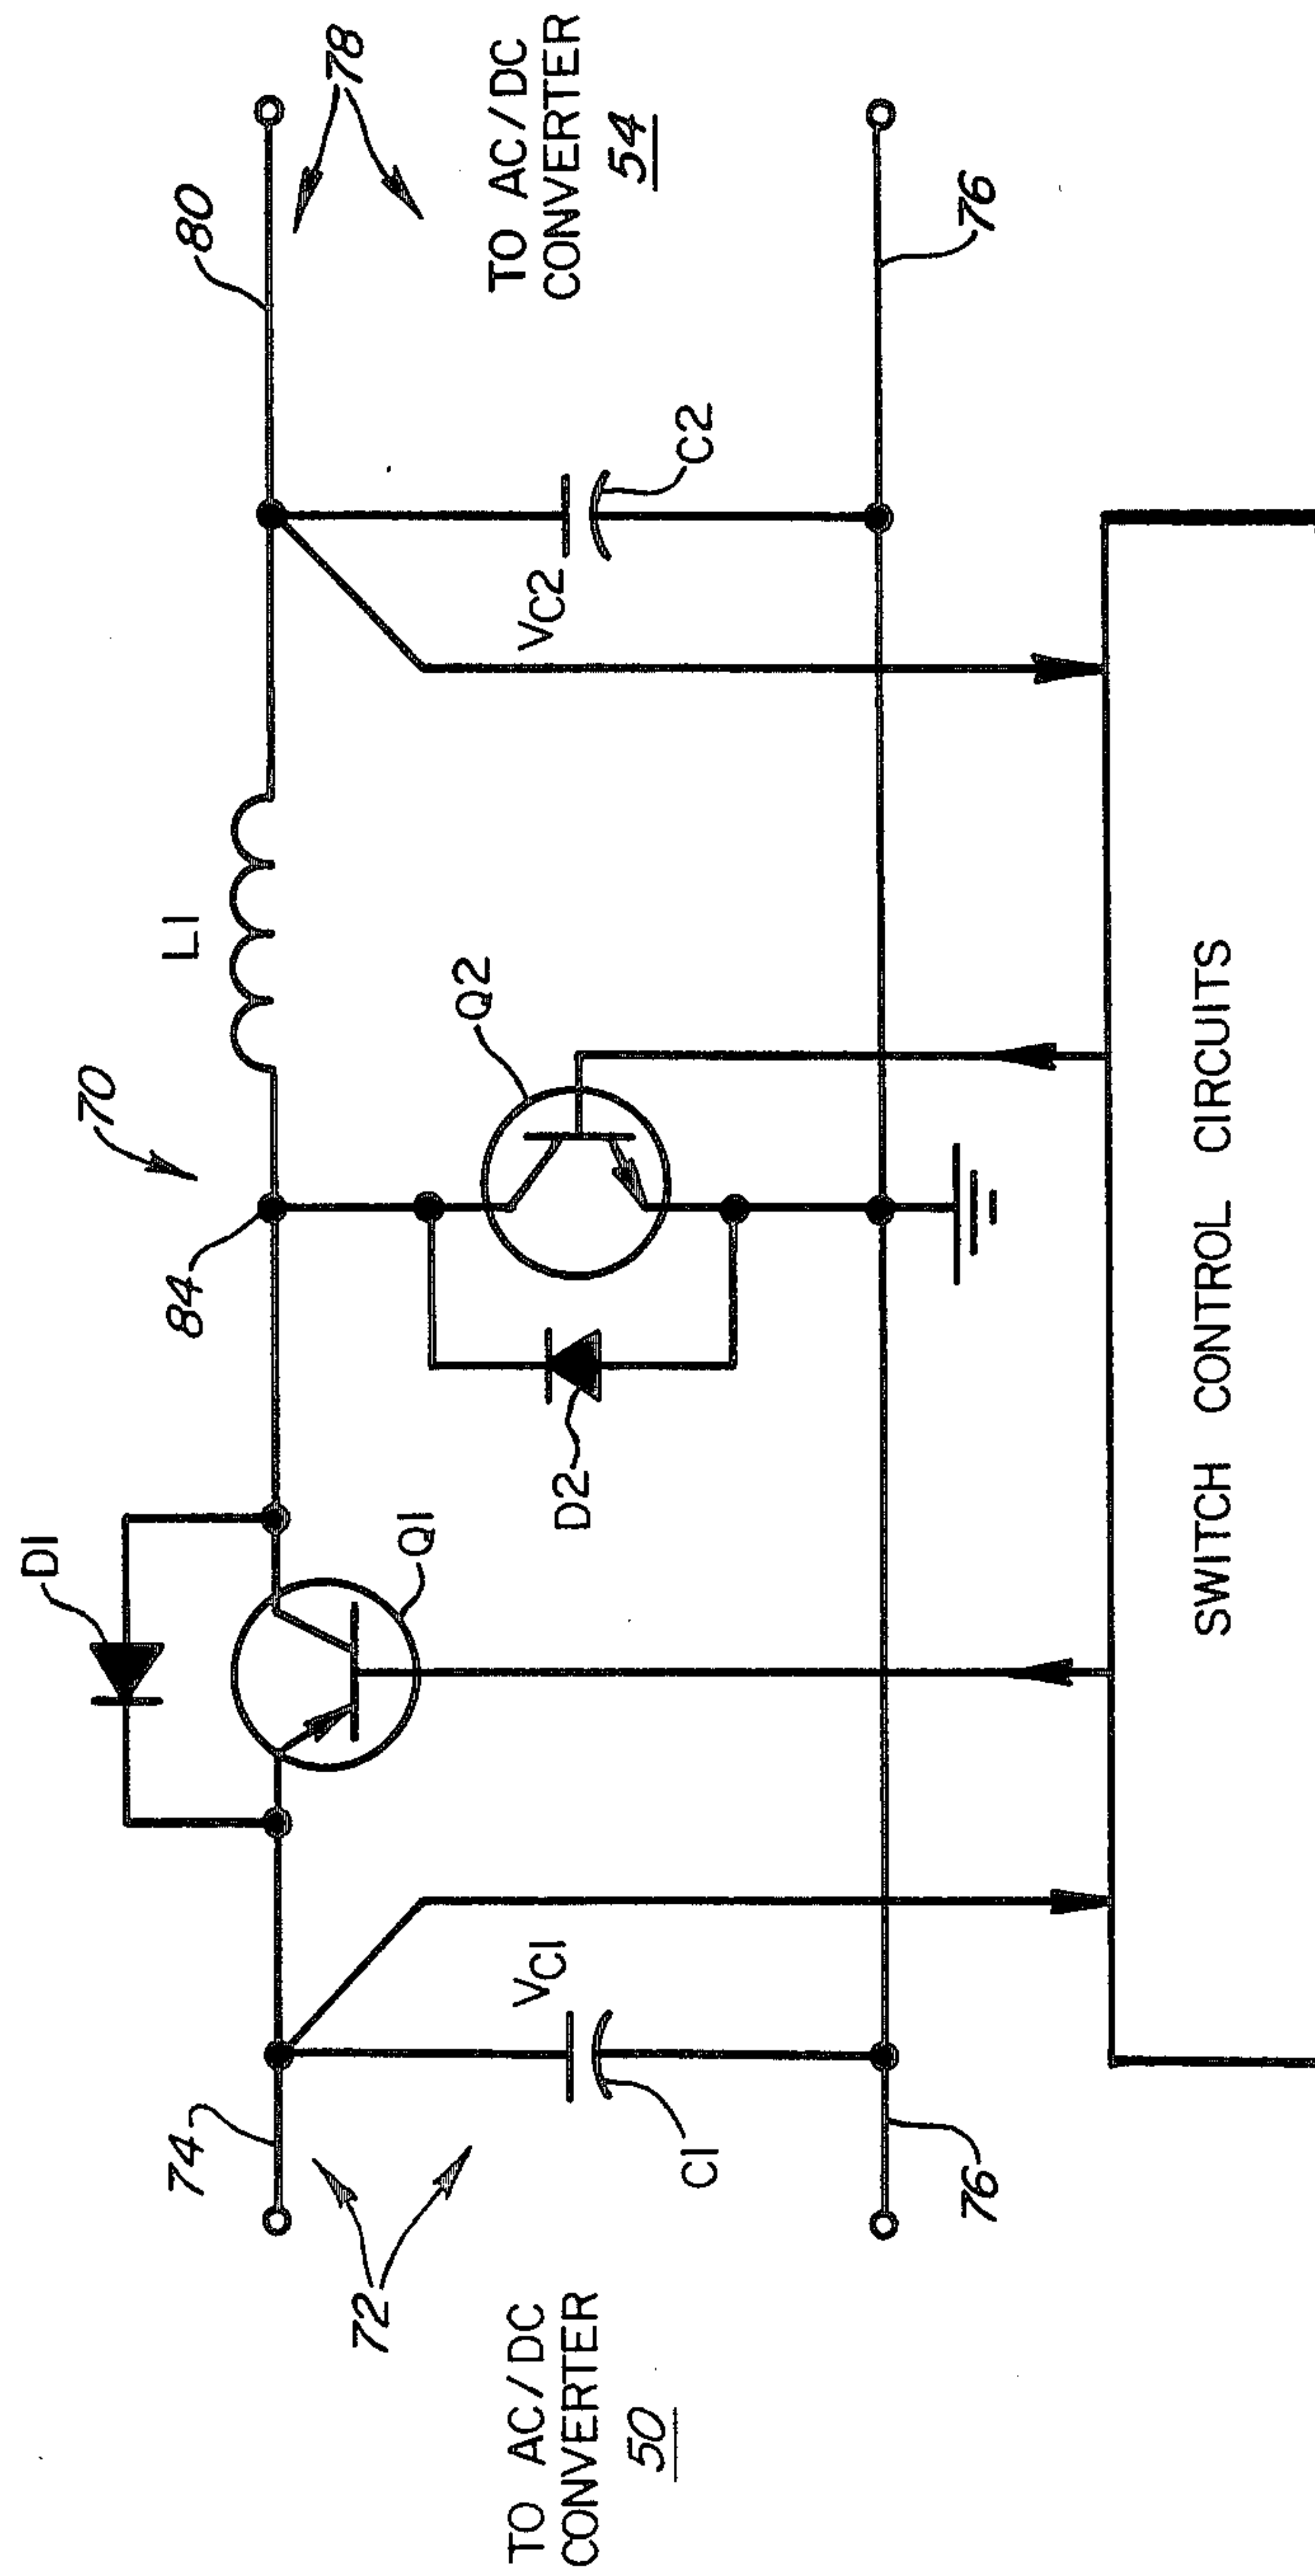 70
D1
L1
80
78
74
84
Q1
Q2
72
D2
VC1
VC2
C1
C2
TO AC/DC
CONVERTER
50
TO AC/DC
CONVERTER
54
76
76
SWITCH CONTROL CIRCUITS